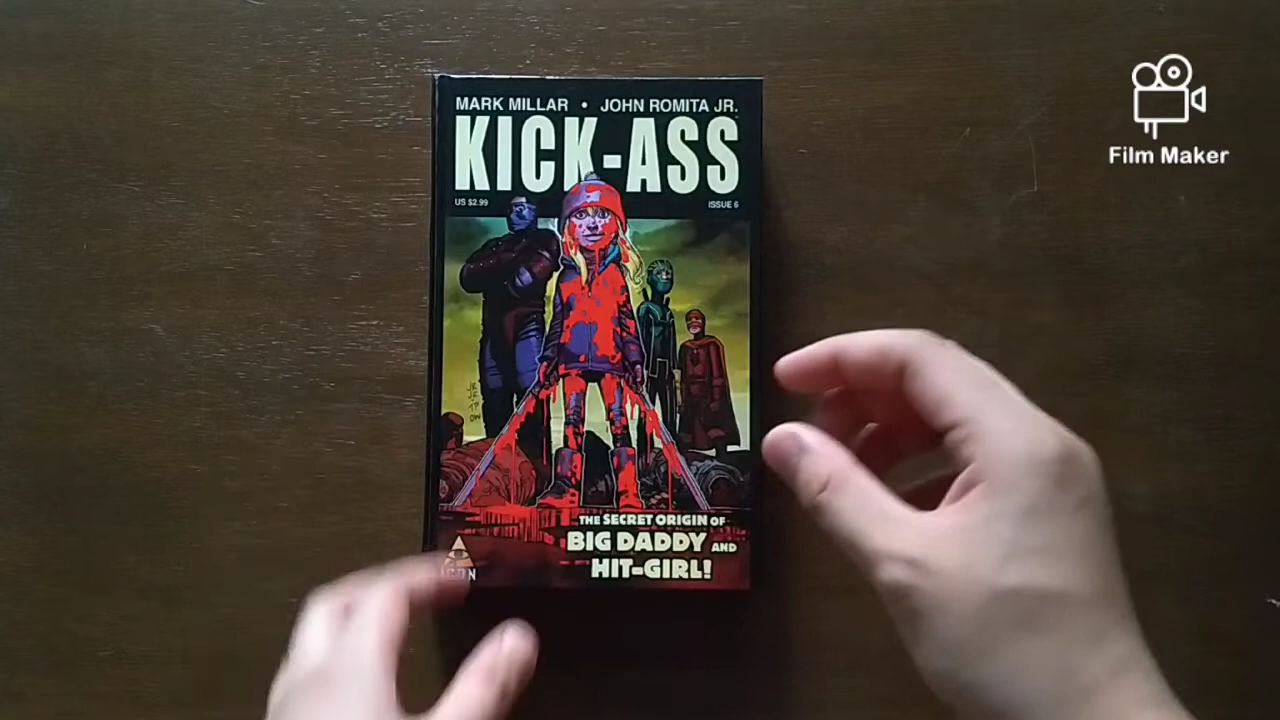 MARK MILLAR • JOHN ROMITA JR.
KICK-ASS
US $2.99
ISSUE 6
THE SECRET ORIGIN OF
BIG DADDY AND
HIT-GIRL!
ICON
Film Maker